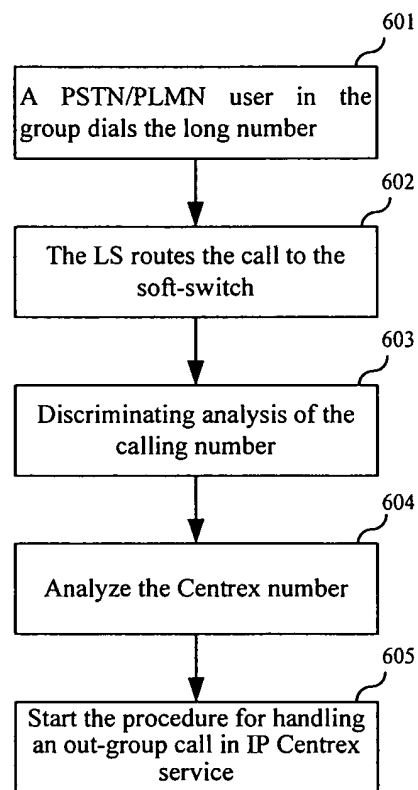 601
A PSTN/PLMN user in the
group dials the long number
602
The LS routes the call to the
soft-switch
603
Discriminating analysis of the
calling number
604
Analyze the Centrex number
605
Start the procedure for handling
an out-group call in IP Centrex
service